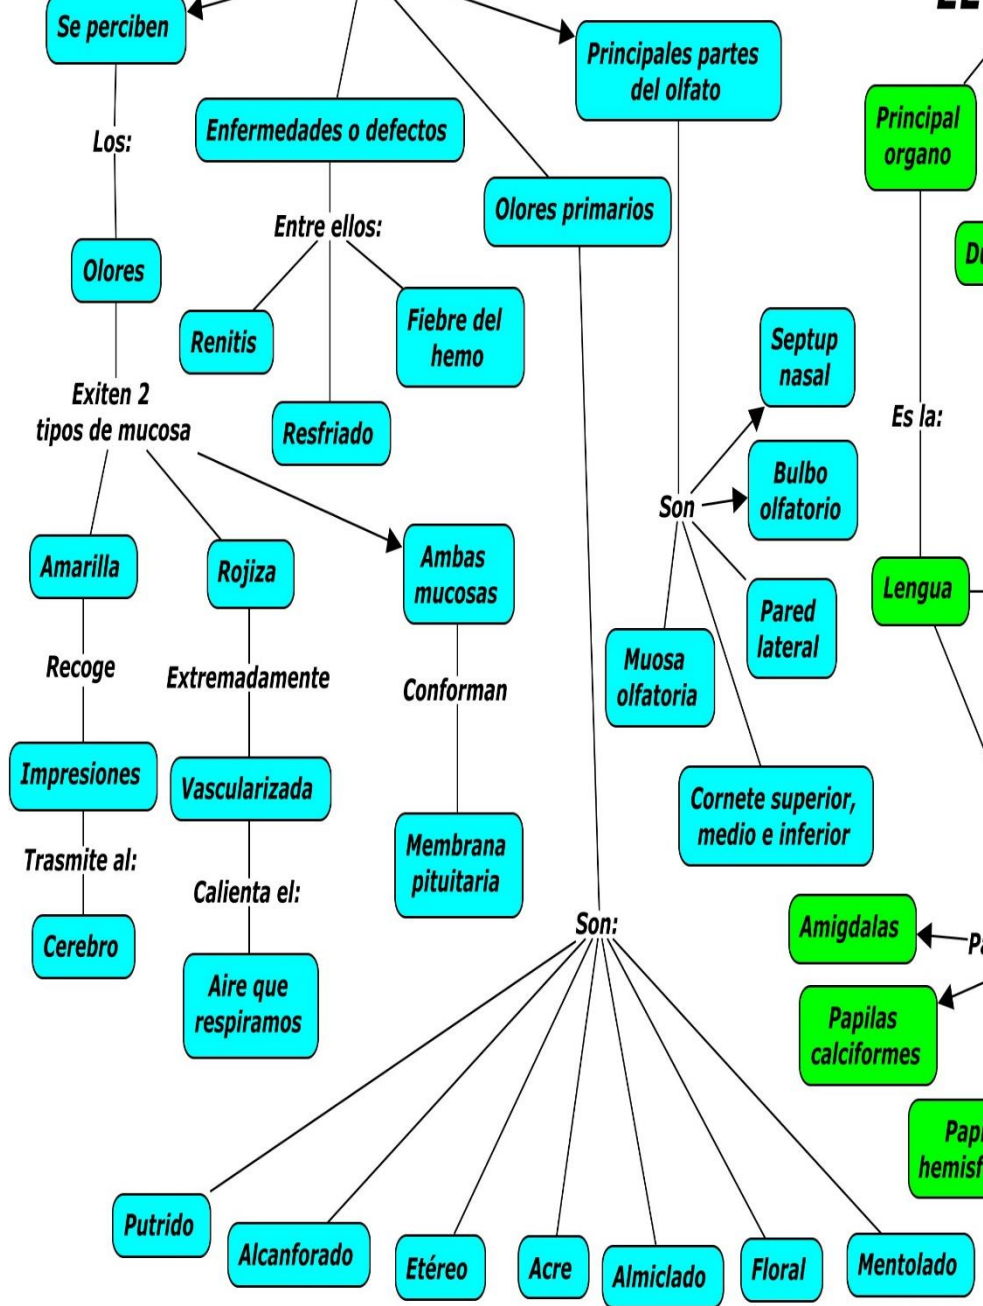 Se perciben
Los:
Olores
Exiten 2
tipos de mucosa
Amarilla
Recoge
Impresiones
Trasmite al:
Cerebro
Rojiza
Extremadamente
Vascularizada
Calienta el:
Aire que
respiramos
Ambas
mucosas
Conforman
Membrana
pituitaria
Enfermedades o defectos
Entre ellos:
Renitis
Resfriado
Fiebre del
hemo
Olores primarios
Son:
Putrido
Alcanforado
Etéreo
Acre
Almiclado
Floral
Mentolado
Principales partes
del olfato
Son
Septup
nasal
Bulbo
olfatorio
Pared
lateral
Muosa
olfatoria
Cornete superior,
medio e inferior
Principal
organo
Es la:
Lengua
Amigdalas
Papilas
calciformes